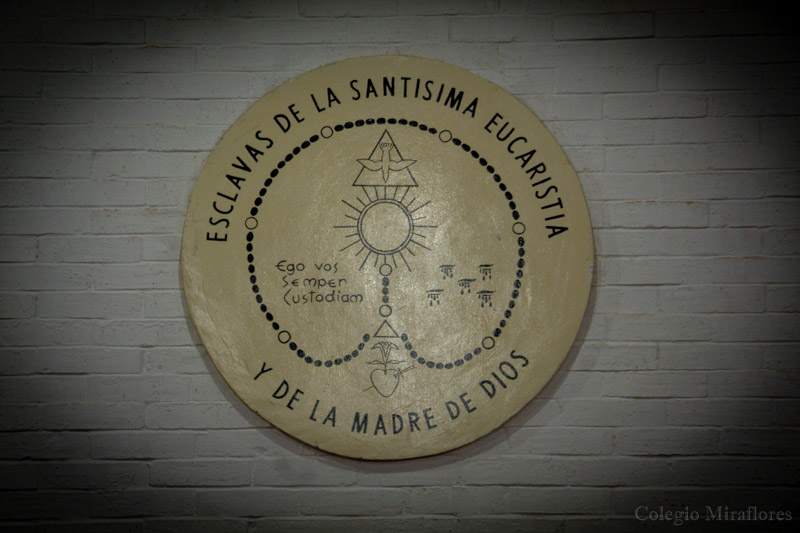 ESCLAVAS DE LA SANTISIMA EUCARISTIA
Ego vos
Semper
Custodiam
Y DE LA MADRE DE DIOS
Colegio Miraflores